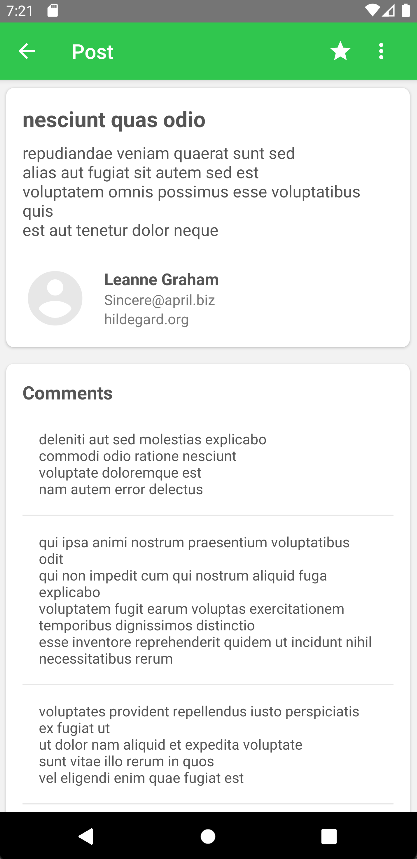 7:21
Post
nesciunt quas odio
repudiandae veniam quaerat sunt sed
alias aut fugiat sit autem sed est
voluptatem omnis possimus esse voluptatibus
quis
est aut tenetur dolor neque
Leanne Graham
Sincere@april.biz
hildegard.org
Comments
deleniti aut sed molestias explicabo
commodi odio ratione nesciunt
voluptate doloremque est
nam autem error delectus
qui ipsa animi nostrum praesentium voluptatibus
odit
qui non impedit cum qui nostrum aliquid fuga
explicabo
voluptatem fugit earum voluptas exercitationem
temporibus dignissimos distinctio
esse inventore reprehenderit quidem ut incidunt nihil
necessitatibus rerum
voluptates provident repellendus iusto perspiciatis
ex fugiat ut
ut dolor nam aliquid et expedita voluptate
sunt vitae illo rerum in quos
vel eligendi enim quae fugiat est